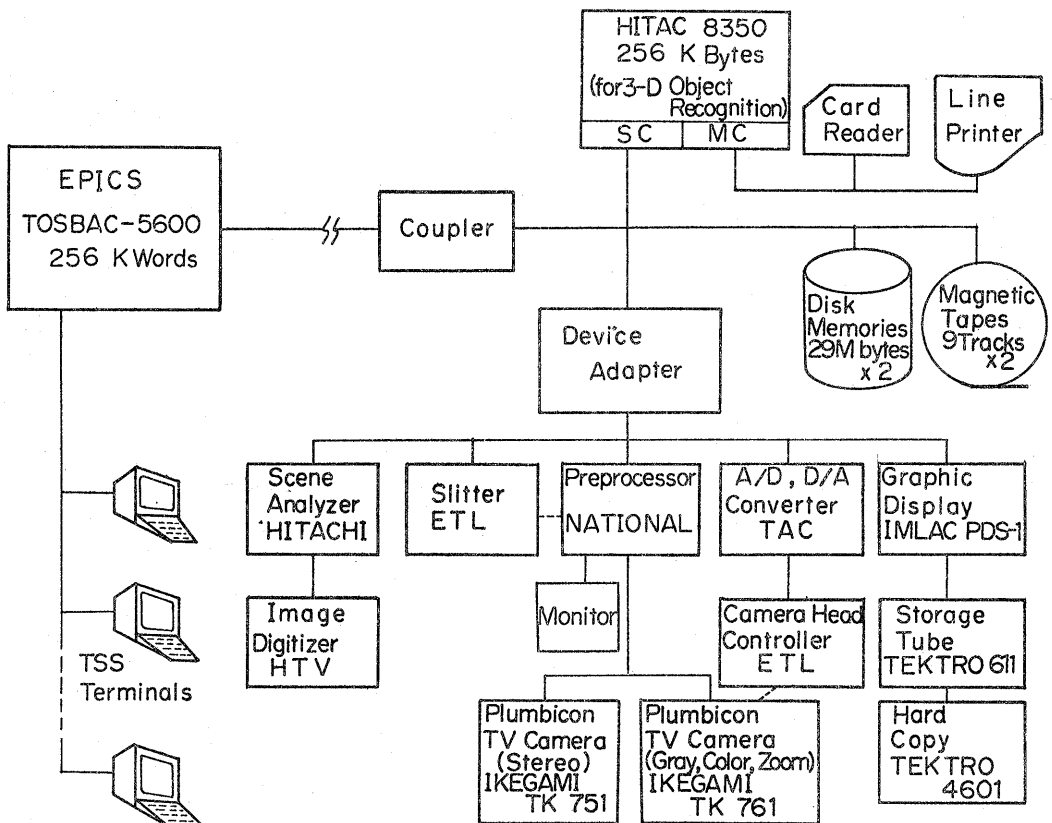 HITAC 8350
256 K Bytes
(for3-D Object
Recognition)
SC
MC
Card
Reader
Line
Printer
EPICS
TOSBAC-5600
256 K Words
Coupler
Disk
Memories
29M bytes
x 2
Magnetic
Tapes
9Tracks
x2
Device
Adapter
Scene
Analyzer
HITACHI
Slitter
ETL
Preprocessor
NATIONAL
A/D, D/A
Converter
TAC
Graphic
Display
IMLAC PDS-1
Image
Digitizer
HTV
Monitor
Camera Head
Controller
ETL
Storage
Tube
TEKTRO 611
TSS
Terminals
Plumbicon
TV Camera
(Stereo)
IKEGAMI
TK 751
Plumbicon
TV Camera
(Gray,Color,Zoom)
IKEGAMI
TK 761
Hard
Copy
TEKTRO
4601